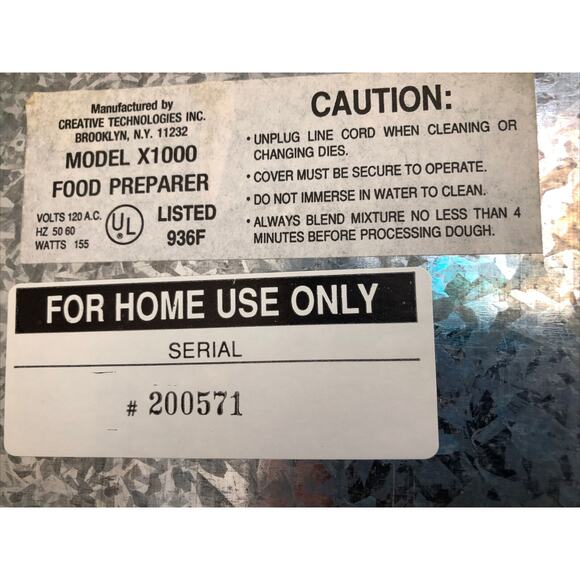 Manufactured by
CREATIVE TECHNOLOGIES INC.
BROOKLYN, N.Y. 11232
MODEL X1000
FOOD PREPARER
VOLTS 120 A.C.
HZ 50 60
WATTS 155
UL
LISTED
936F
CAUTION:
• UNPLUG LINE CORD WHEN CLEANING OR
CHANGING DIES.
• COVER MUST BE SECURE TO OPERATE.
• DO NOT IMMERSE IN WATER TO CLEAN.
• ALWAYS BLEND MIXTURE NO LESS THAN 4
MINUTES BEFORE PROCESSING DOUGH.
FOR HOME USE ONLY
SERIAL
# 200571